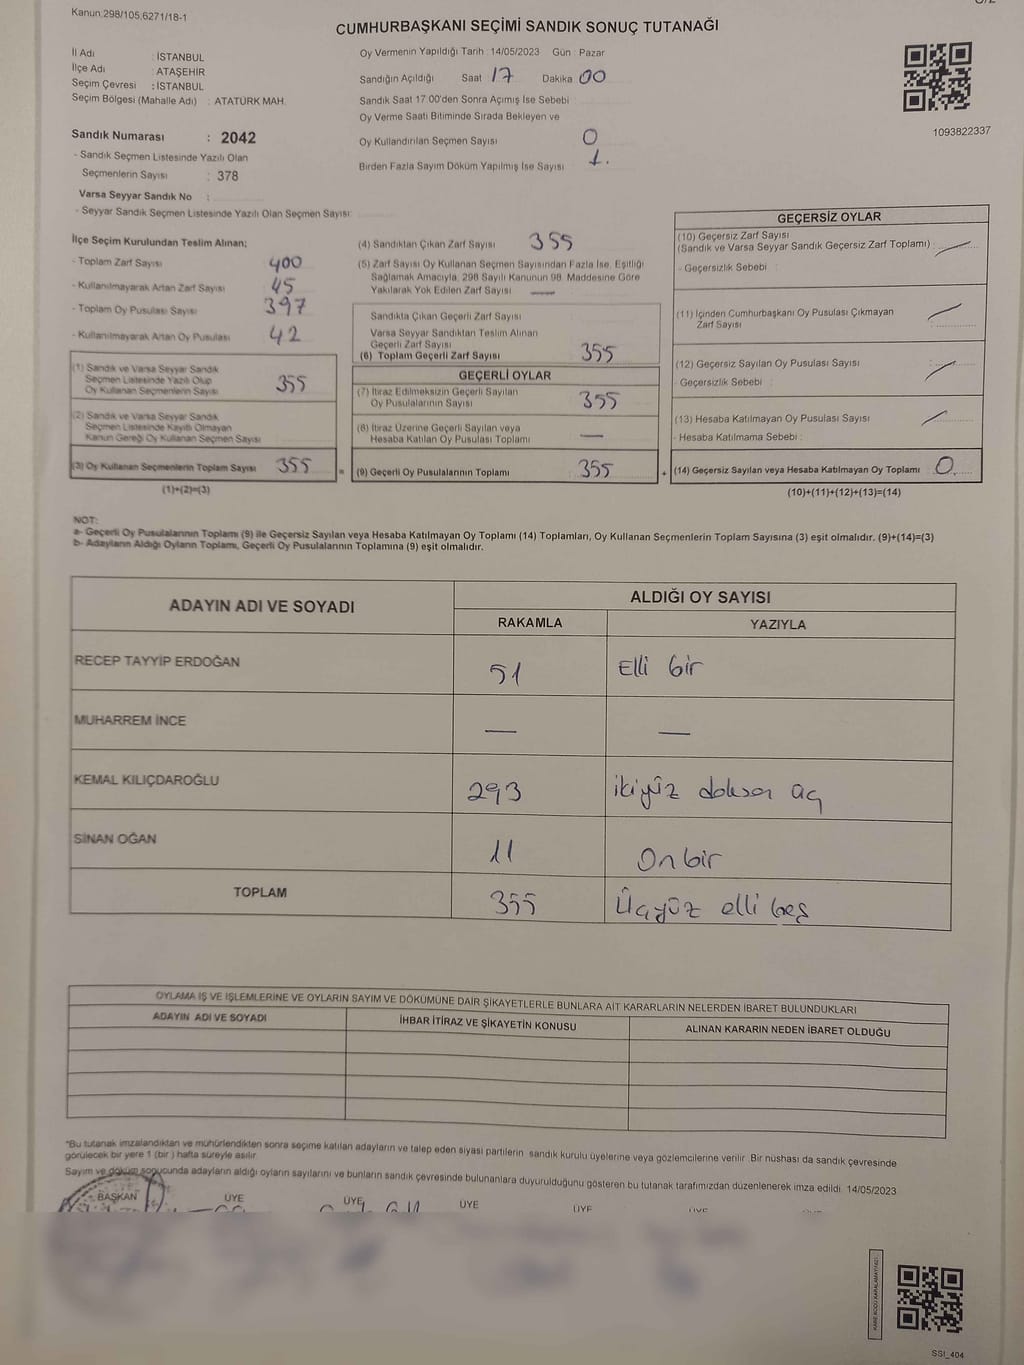 Kanun 298/105,6271/18-1
CUMHURBAŞKANI SEÇİMİ SANDIK SONUÇ TUTANAĞI
İl Adı : İSTANBUL
İlçe Adı : ATAŞEHİR
Seçim Çevresi : İSTANBUL
Seçim Bölgesi (Mahalle Adı) : ATATÜRK MAH.
Sandık Numarası : 2042
- Sandık Seçmen Listesinde Yazılı Olan
Seçmenlerin Sayısı : 378
Varsa Seyyar Sandık No :
- Seyyar Sandık Seçmen Listesinde Yazılı Olan Seçmen Sayısı:
Oy Vermenin Yapıldığı Tarih : 14/05/2023 Gün : Pazar
Sandığın Açıldığı Saat 17 Dakika 00
Sandık Saat 17.00'den Sonra Açımış İse Sebebi :
Oy Verme Saati Bitiminde Sırada Bekleyen ve
Oy Kullandırılan Seçmen Sayısı 0
Birden Fazla Sayım Döküm Yapılmış İse Sayısı 1.
1093822337
İlçe Seçim Kurulundan Teslim Alınan;
- Toplam Zarf Sayısı 400
- Kullanılmayarak Artan Zarf Sayısı 45
- Toplam Oy Pusulası Sayısı 397
- Kullanılmayarak Artan Oy Pusulası 42
(1) Sandık ve Varsa Seyyar Sandık
Seçmen Listesinde Yazılı Olup
Oy Kullanan Seçmenlerin Sayısı 355
(2) Sandık ve Varsa Seyyar Sandık
Seçmen Listesinde Kayıtlı Olmayan
Kanun Gereği Oy Kullanan Seçmen Sayısı
(3) Oy Kullanan Seçmenlerin Toplam Sayısı 355 =
(1)+(2)=(3)
(4) Sandıktan Çıkan Zarf Sayısı 355
(5) Zarf Sayısı Oy Kullanan Seçmen Sayısından Fazla İse, Eşitliği
Sağlamak Amacıyla, 298 Sayılı Kanunun 98. Maddesine Göre
Yakılarak Yok Edilen Zarf Sayısı —
Sandıkta Çıkan Geçerli Zarf Sayısı
Varsa Seyyar Sandıktan Teslim Alınan
Geçerli Zarf Sayısı
(6) Toplam Geçerli Zarf Sayısı 355
GEÇERLİ OYLAR
(7) İtiraz Edilmeksizin Geçerli Sayılan
Oy Pusulalarının Sayısı 355
(8) İtiraz Üzerine Geçerli Sayılan veya
Hesaba Katılan Oy Pusulası Toplamı —
(9) Geçerli Oy Pusulalarının Toplamı 355 +
GEÇERSİZ OYLAR
(10) Geçersiz Zarf Sayısı
(Sandık ve Varsa Seyyar Sandık Geçersiz Zarf Toplamı) : —
- Geçersizlik Sebebi :
(11) İçinden Cumhurbaşkanı Oy Pusulası Çıkmayan
Zarf Sayısı : —
(12) Geçersiz Sayılan Oy Pusulası Sayısı : —
- Geçersizlik Sebebi :
(13) Hesaba Katılmayan Oy Pusulası Sayısı : —
- Hesaba Katılmama Sebebi :
(14) Geçersiz Sayılan veya Hesaba Katılmayan Oy Toplamı : 0
(10)+(11)+(12)+(13)=(14)
NOT:
a- Geçerli Oy Pusulalarının Toplamı (9) ile Geçersiz Sayılan veya Hesaba Katılmayan Oy Toplamı (14) Toplamları, Oy Kullanan Seçmenlerin Toplam Sayısına (3) eşit olmalıdır. (9)+(14)=(3)
b- Adayların Aldığı Oyların Toplamı, Geçerli Oy Pusulalarının Toplamına (9) eşit olmalıdır.
ADAYIN ADI VE SOYADI
ALDIĞI OY SAYISI
RAKAMLA YAZIYLA
RECEP TAYYİP ERDOĞAN 51 Elli bir
MUHARREM İNCE — —
KEMAL KILIÇDAROĞLU 293 ikiyüz doksan üç
SİNAN OĞAN 11 On bir
TOPLAM 355 Üçyüz elli beş
OYLAMA İŞ VE İŞLEMLERİNE VE OYLARIN SAYIM VE DÖKÜMÜNE DAİR ŞİKAYETLERLE BUNLARA AİT KARARLARIN NELERDEN İBARET BULUNDUKLARI
ADAYIN ADI VE SOYADI İHBAR İTİRAZ VE ŞİKAYETİN KONUSU ALINAN KARARIN NEDEN İBARET OLDUĞU
*Bu tutanak imzalandıktan ve mühürlendikten sonra seçime katılan adayların ve talep eden siyasi partilerin sandık kurulu üyelerine veya gözlemcilerine verilir. Bir nüshası da sandık çevresinde
görülecek bir yere 1 (bir) hafta süreyle asılır.
Sayım ve döküm sonucunda adayların aldığı oyların sayılarını ve bunların sandık çevresinde bulunanlara duyurulduğunu gösteren bu tutanak tarafımızdan düzenlenerek imza edildi. 14/05/2023
BAŞKAN ÜYE ÜYE ÜYE ÜYE ÜYE
SSI_404